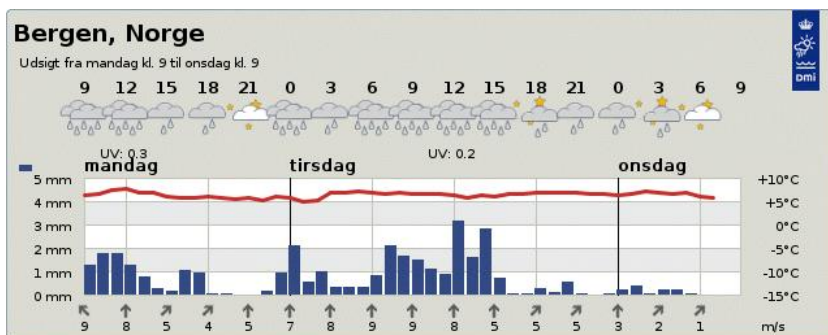 Bergen, Norge
Udsigt fra mandag kl. 9 til onsdag kl. 9
dmi
9 12 15 18 21 0 3 6 9 12 15 18 21 0 3 6 9
UV: 0.3 UV: 0.2
mandag tirsdag onsdag
5 mm +10°C
4 mm +5°C
3 mm 0°C
2 mm -5°C
1 mm -10°C
0 mm -15°C
9 8 5 4 5 7 8 9 9 8 5 5 5 3 2 1 m/s